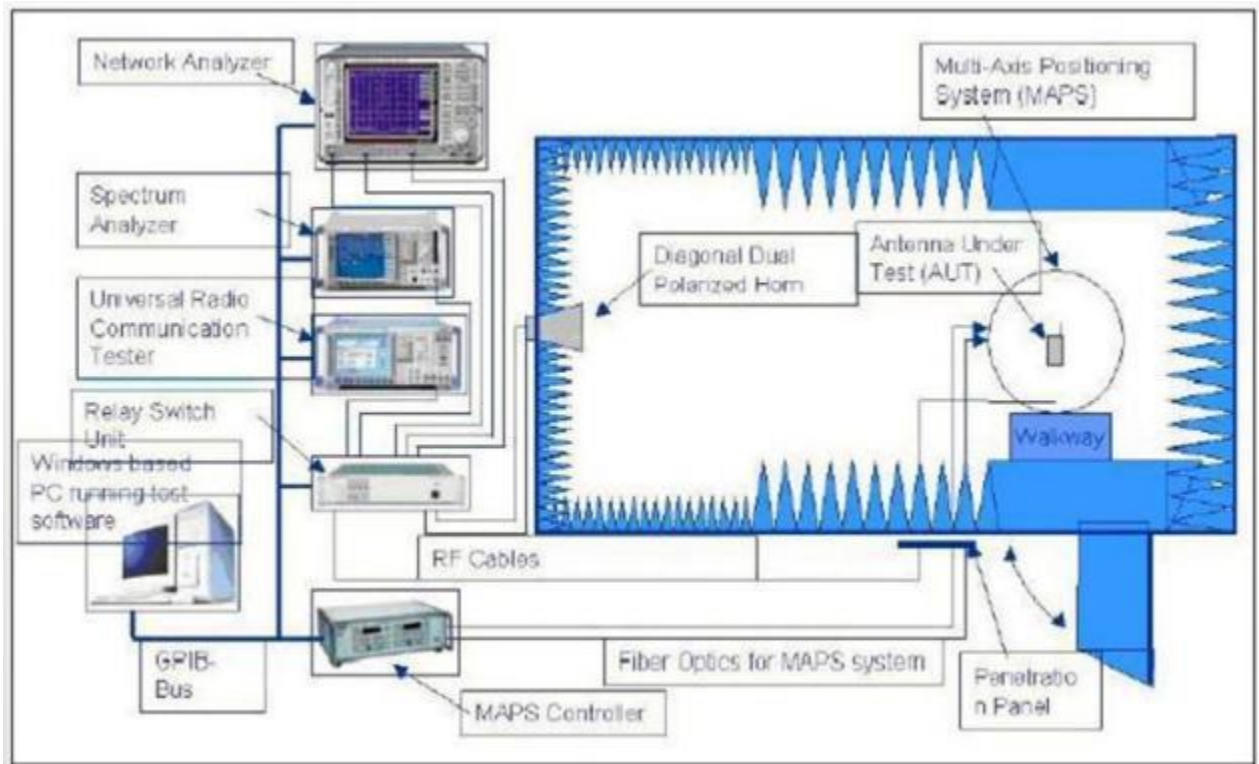 Network Analyzer
Multi-Axis Positioning
System (MAPS)
Spectrum
Analyzer
Diagonal Dual
Polarized Horn
Antenna Under
Test (AUT)
Universal Radio
Communication
Tester
Relay Switch
Unit
Walkway
Windows based
PC running test
software
RF Cables
GPIB-
Bus
Fiber Optics for MAPS system
MAPS Controller
Penetratio
n Panel